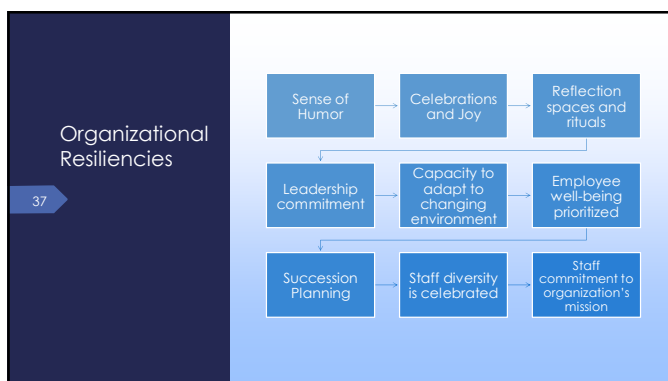 Organizational
Resiliencies
37
Sense of
Humor
Celebrations
and Joy
Reflection
spaces and
rituals
Leadership
commitment
Capacity to
adapt to
changing
environment
Employee
well-being
prioritized
Succession
Planning
Staff diversity
is celebrated
Staff
commitment to
organization’s
mission